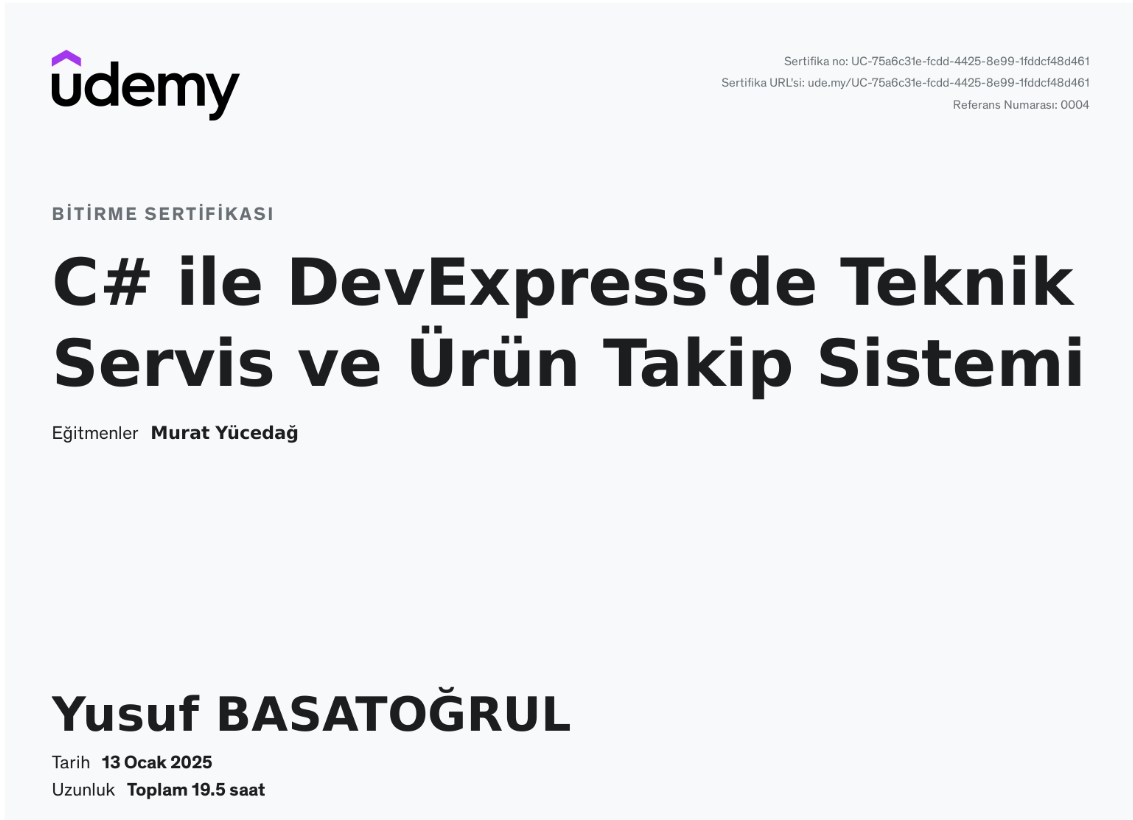 udemy
Sertifika no: UC-75a6c31e-fcdd-4425-8e99-1fddcf48d461
Sertifika URL'si: ude.my/UC-75a6c31e-fcdd-4425-8e99-1fddcf48d461
Referans Numarası: 0004
BİTİRME SERTİFİKASI
C# ile DevExpress'de Teknik
Servis ve Ürün Takip Sistemi
Eğitmenler Murat Yücedağ
Yusuf BASATOĞRUL
Tarih 13 Ocak 2025
Uzunluk Toplam 19.5 saat